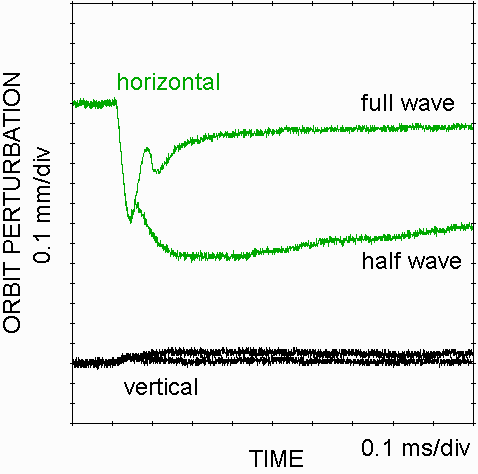 ORBIT PERTURBATION
0.1 mm/div
horizontal
full wave
half wave
vertical
TIME
0.1 ms/div